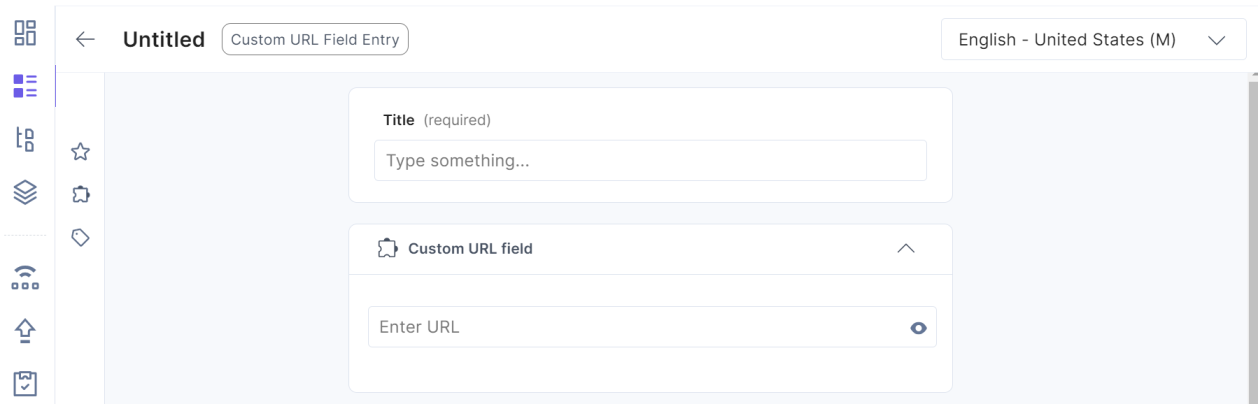 Untitled Custom URL Field Entry English - United States (M)
Title (required)
Type something...
Custom URL field
Enter URL